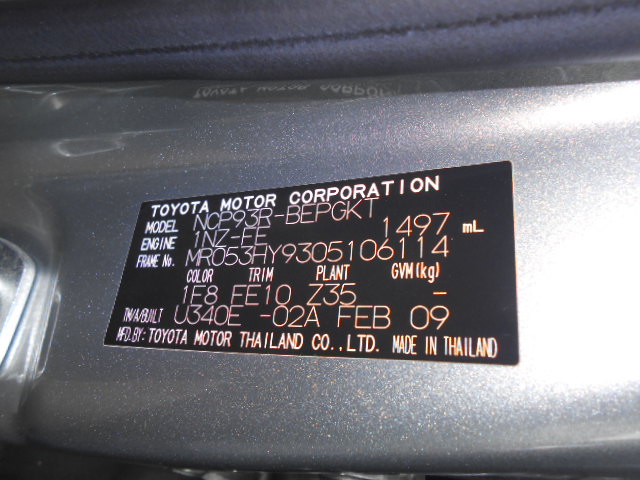 TOYOTA MOTOR CORPORATION
MODEL NCP93R-BEPGKT
ENGINE 1NZ-FE 1497 mL
FRAME No. MR053HY9305106114
COLOR TRIM PLANT GVM(kg)
1E8 FE10 Z35 -
TM/A/BUILT U340E -02A FEB 09
MFD.BY: TOYOTA MOTOR THAILAND CO.,LTD. MADE IN THAILAND